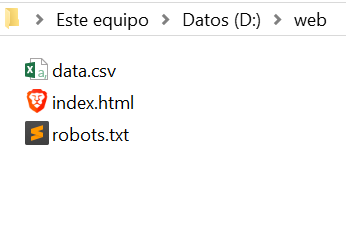 Este equipo > Datos (D:) > web
data.csv
index.html
robots.txt